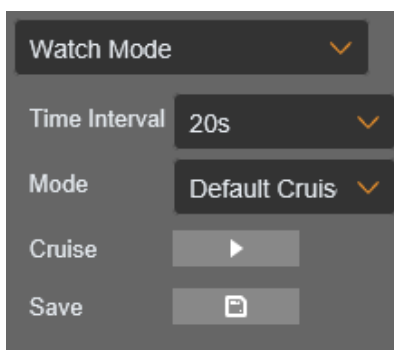 Watch Mode
Time Interval 20s
Mode Default Cruis
Cruise
Save